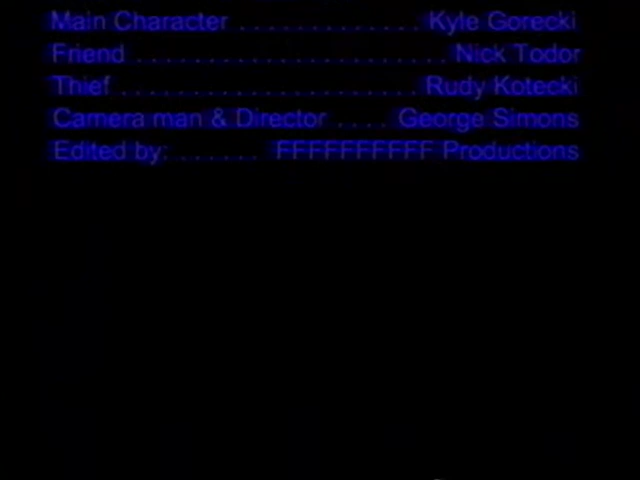 Main Character . . . . . . . . . . . . . Kyle Gorecki
Friend . . . . . . . . . . . . . . . . . . . . . . Nick Todor
Thief . . . . . . . . . . . . . . . . . . . . . Rudy Kotecki
Camera man & Director . . . . George Simons
Edited by: . . . . . . FFFFFFFFFF Productions